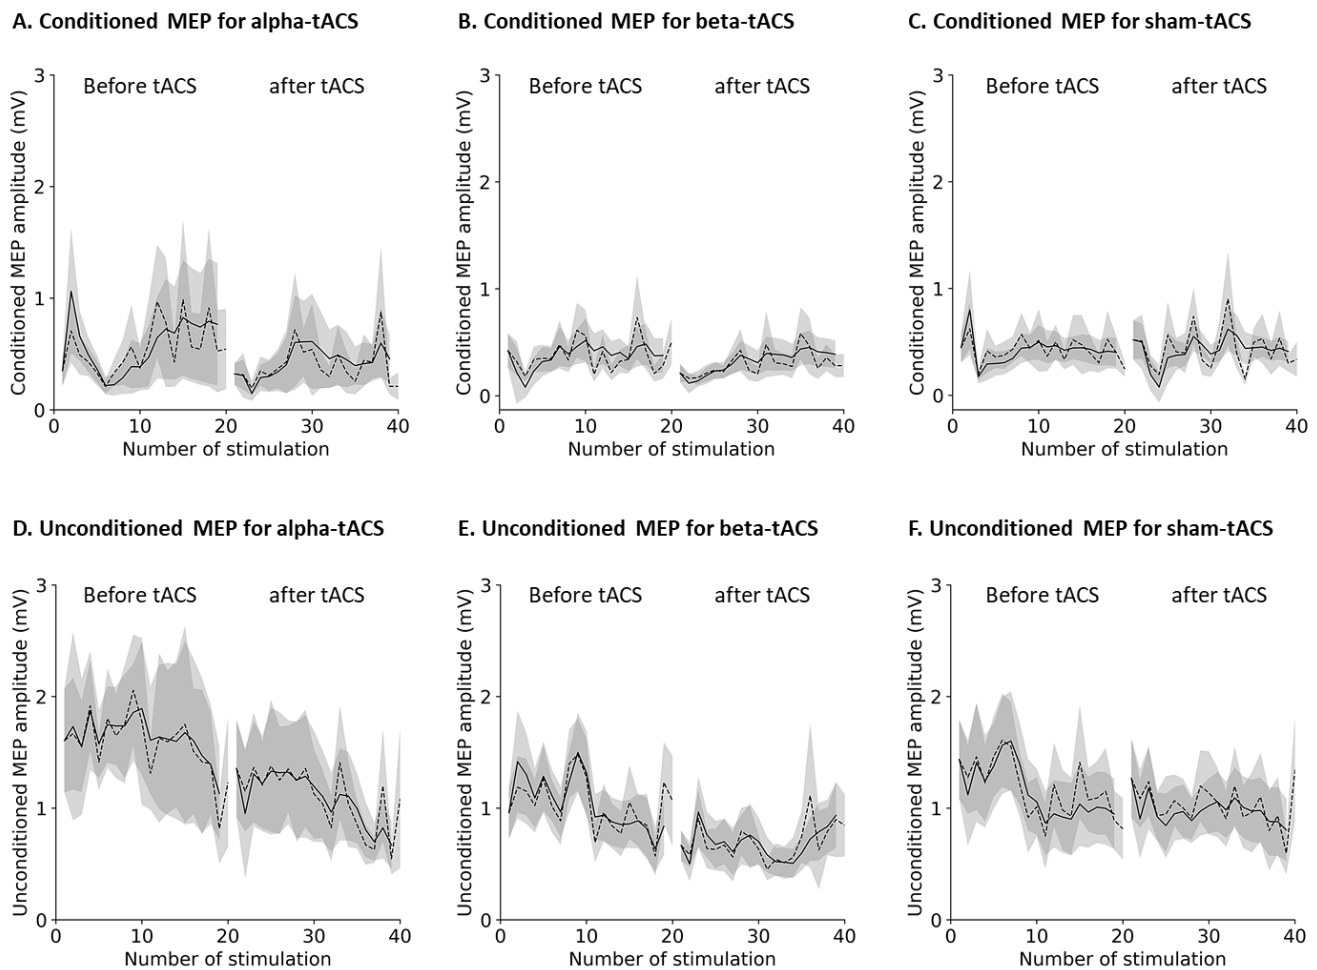 A. Conditioned MEP for alpha-tACS
B. Conditioned MEP for beta-tACS
C. Conditioned MEP for sham-tACS
Conditioned MEP amplitude (mV)
3
2
1
0
Before tACS
after tACS
0
10
20
30
40
Number of stimulation
Conditioned MEP amplitude (mV)
3
2
1
0
Before tACS
after tACS
0
10
20
30
40
Number of stimulation
Conditioned MEP amplitude (mV)
3
2
1
0
Before tACS
after tACS
0
10
20
30
40
Number of stimulation
D. Unconditioned MEP for alpha-tACS
E. Unconditioned MEP for beta-tACS
F. Unconditioned MEP for sham-tACS
Unconditioned MEP amplitude (mV)
3
2
1
0
Before tACS
after tACS
0
10
20
30
40
Number of stimulation
Unconditioned MEP amplitude (mV)
3
2
1
0
Before tACS
after tACS
0
10
20
30
40
Number of stimulation
Unconditioned MEP amplitude (mV)
3
2
1
0
Before tACS
after tACS
0
10
20
30
40
Number of stimulation